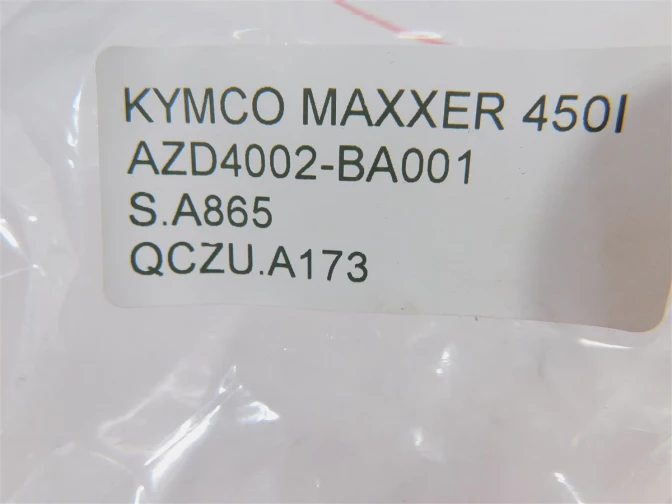 KYMCO MAXXER 450I
AZD4002-BA001
S.A865
QCZU.A173